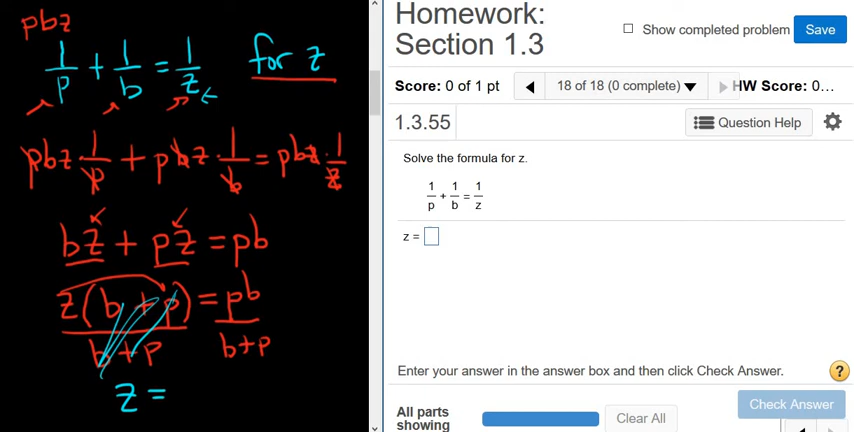 pbz
1/p + 1/b = 1/z for z
pbz · 1/p + pbz · 1/b = pbz · 1/z
bz + pz = pb
z(b + p) = pb
b + p b + p
z =
Homework:
Section 1.3
Show completed problem
Save
Score: 0 of 1 pt
18 of 18 (0 complete)
HW Score: 0…
1.3.55
Question Help
Solve the formula for z.
1/p + 1/b = 1/z
z =
Enter your answer in the answer box and then click Check Answer.
?
All parts
showing
Clear All
Check Answer